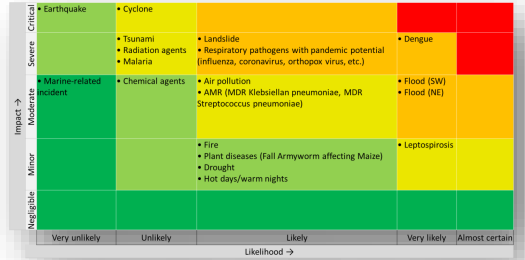 Critical
• Earthquake
• Cyclone
Severe
• Tsunami
• Radiation agents
• Malaria
• Landslide
• Respiratory pathogens with pandemic potential
(influenza, coronavirus, orthopox virus, etc.)
• Dengue
Impact →
Moderate
• Marine-related
incident
• Chemical agents
• Air pollution
• AMR (MDR Klebsiellan pneumoniae, MDR
Streptococcus pneumoniae)
• Flood (SW)
• Flood (NE)
Minor
• Fire
• Plant diseases (Fall Armyworm affecting Maize)
• Drought
• Hot days/warm nights
• Leptospirosis
Negligible
Very unlikely
Unlikely
Likely
Very likely
Almost certain
Likelihood →